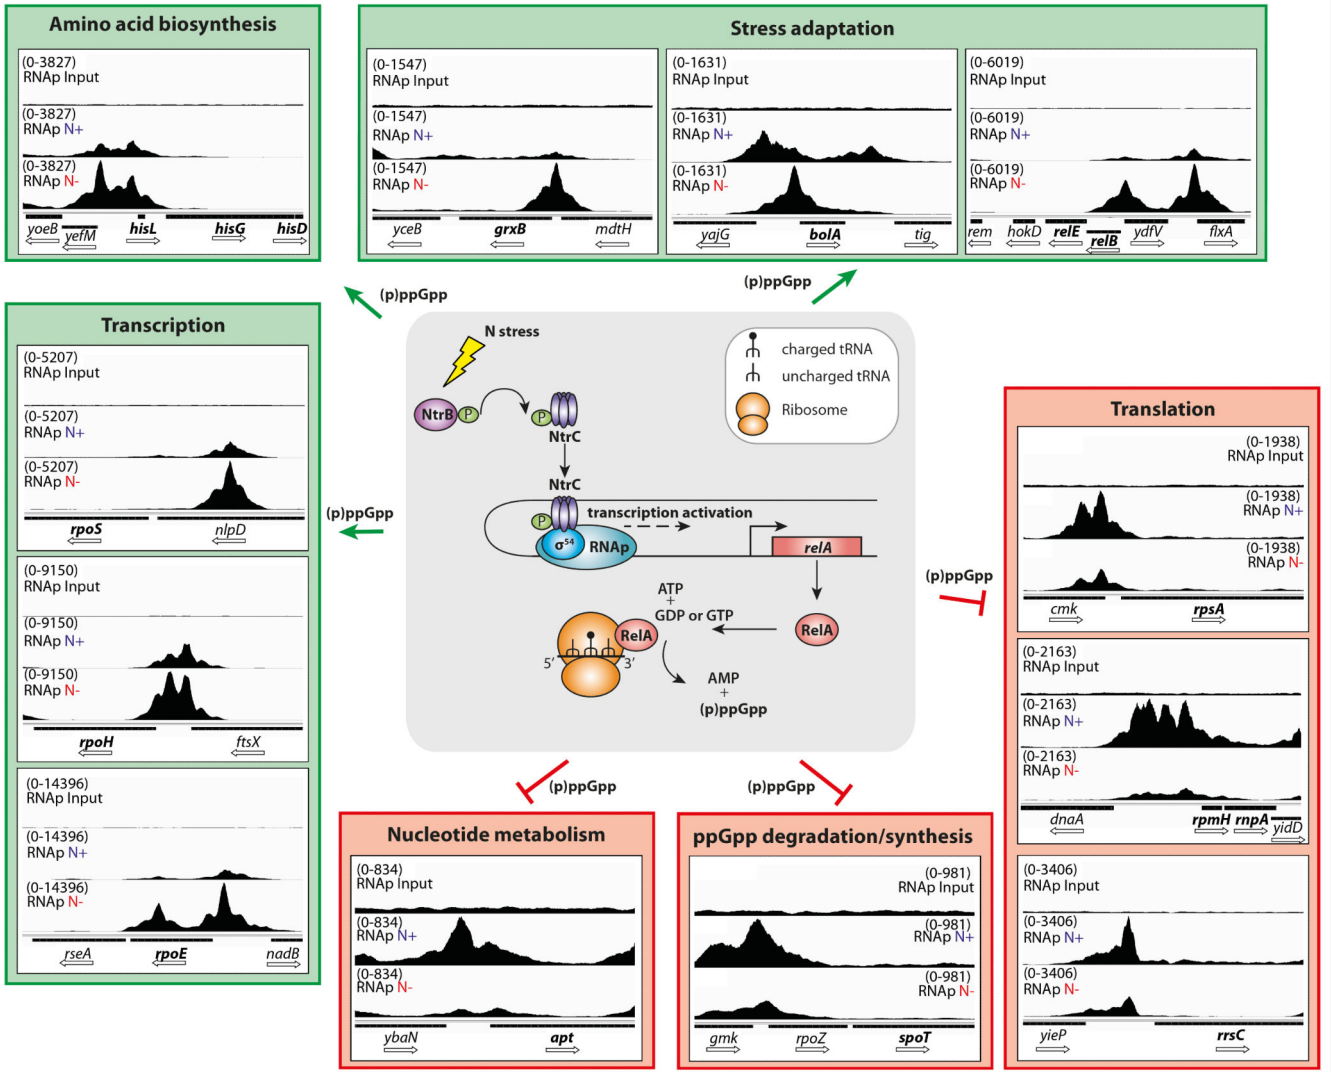 Amino acid biosynthesis
(0-3827)
RNAp Input
(0-3827)
RNAp N+
(0-3827)
RNAp N-
yoeB
yefM
hisL
hisG
hisD
Stress adaptation
(0-1547)
RNAp Input
(0-1547)
RNAp N+
(0-1547)
RNAp N-
yceB
grxB
mdtH
(0-1631)
RNAp Input
(0-1631)
RNAp N+
(0-1631)
RNAp N-
yajG
bolA
tig
(0-6019)
RNAp Input
(0-6019)
RNAp N+
(0-6019)
RNAp N-
rem
hokD
relE
relB
ydfV
flxA
(p)ppGpp
(p)ppGpp
Transcription
(0-5207)
RNAp Input
(0-5207)
RNAp N+
(0-5207)
RNAp N-
rpoS
nlpD
(0-9150)
RNAp Input
(0-9150)
RNAp N+
(0-9150)
RNAp N-
rpoH
ftsX
(0-14396)
RNAp Input
(0-14396)
RNAp N+
(0-14396)
RNAp N-
rseA
rpoE
nadB
(p)ppGpp
N stress
NtrB
P
P
NtrC
charged tRNA
uncharged tRNA
Ribosome
NtrC
P
σ54
RNAp
transcription activation
relA
ATP
+
GDP or GTP
RelA
RelA
5′
3′
AMP
+
(p)ppGpp
(p)ppGpp
Translation
(0-1938)
RNAp Input
(0-1938)
RNAp N+
(0-1938)
RNAp N-
cmk
rpsA
(0-2163)
RNAp Input
(0-2163)
RNAp N+
(0-2163)
RNAp N-
dnaA
rpmH
rnpA
yidD
(0-3406)
RNAp Input
(0-3406)
RNAp N+
(0-3406)
RNAp N-
yieP
rrsC
(p)ppGpp
(p)ppGpp
Nucleotide metabolism
(0-834)
RNAp Input
(0-834)
RNAp N+
(0-834)
RNAp N-
ybaN
apt
ppGpp degradation/synthesis
(0-981)
RNAp Input
(0-981)
RNAp N+
(0-981)
RNAp N-
gmk
rpoZ
spoT